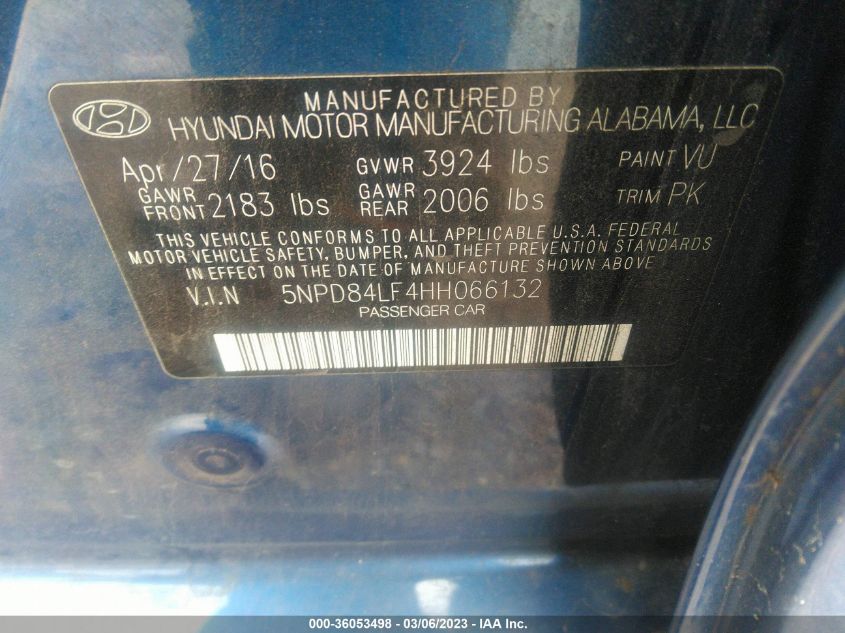 MANUFACTURED BY
HYUNDAI MOTOR MANUFACTURING ALABAMA, LLC
Apr/27/16 GVWR 3924 lbs PAINT VU
GAWR FRONT 2183 lbs GAWR REAR 2006 lbs TRIM PK
THIS VEHICLE CONFORMS TO ALL APPLICABLE U.S.A. FEDERAL
MOTOR VEHICLE SAFETY, BUMPER, AND THEFT PREVENTION STANDARDS
IN EFFECT ON THE DATE OF MANUFACTURE SHOWN ABOVE
V.I.N 5NPD84LF4HH066132
PASSENGER CAR
000-36053498 - 03/06/2023 - IAA Inc.